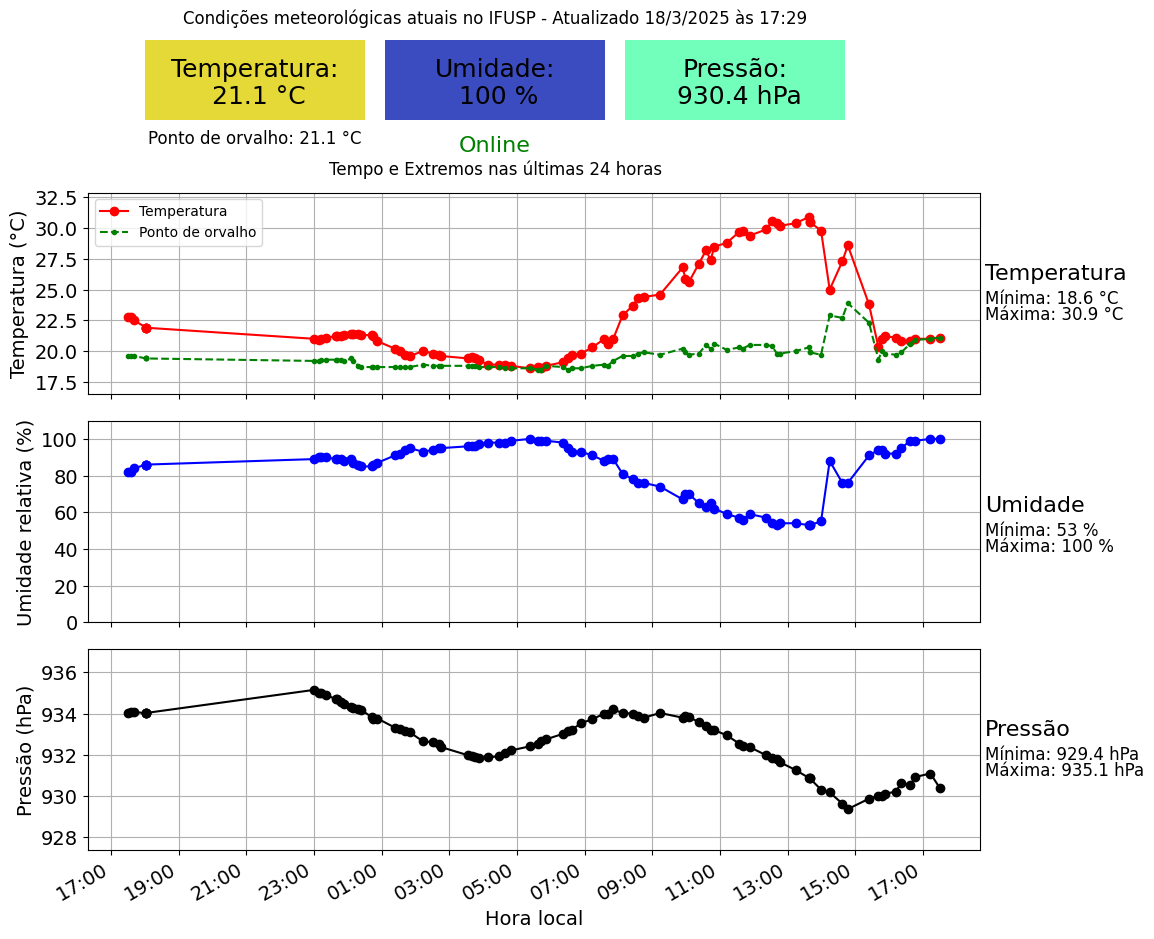 Condições meteorológicas atuais no IFUSP - Atualizado 18/3/2025 às 17:29
Temperatura:
21.1 °C
Umidade:
100 %
Pressão:
930.4 hPa
Ponto de orvalho: 21.1 °C
Online
Tempo e Extremos nas últimas 24 horas
Temperatura (°C)
32.5
30.0
27.5
25.0
22.5
20.0
17.5
Temperatura
Ponto de orvalho
Temperatura
Mínima: 18.6 °C
Máxima: 30.9 °C
Umidade relativa (%)
100
80
60
40
20
0
Umidade
Mínima: 53 %
Máxima: 100 %
Pressão (hPa)
936
934
932
930
928
Pressão
Mínima: 929.4 hPa
Máxima: 935.1 hPa
17:00 19:00 21:00 23:00 01:00 03:00 05:00 07:00 09:00 11:00 13:00 15:00 17:00
Hora local